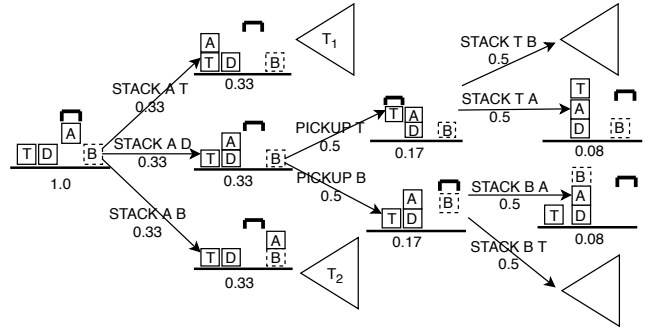 A
T D B
1.0
STACK A T
0.33
STACK A D
0.33
STACK A B
0.33
A
T D B
0.33
T1
A
T D B
0.33
A
T D B
0.33
T2
PICKUP T
0.5
PICKUP B
0.5
T A
D B
0.17
A B
T D
0.17
STACK T B
0.5
STACK T A
0.5
STACK B A
0.5
STACK B T
0.5
T
A
D B
0.08
B
A
T D
0.08